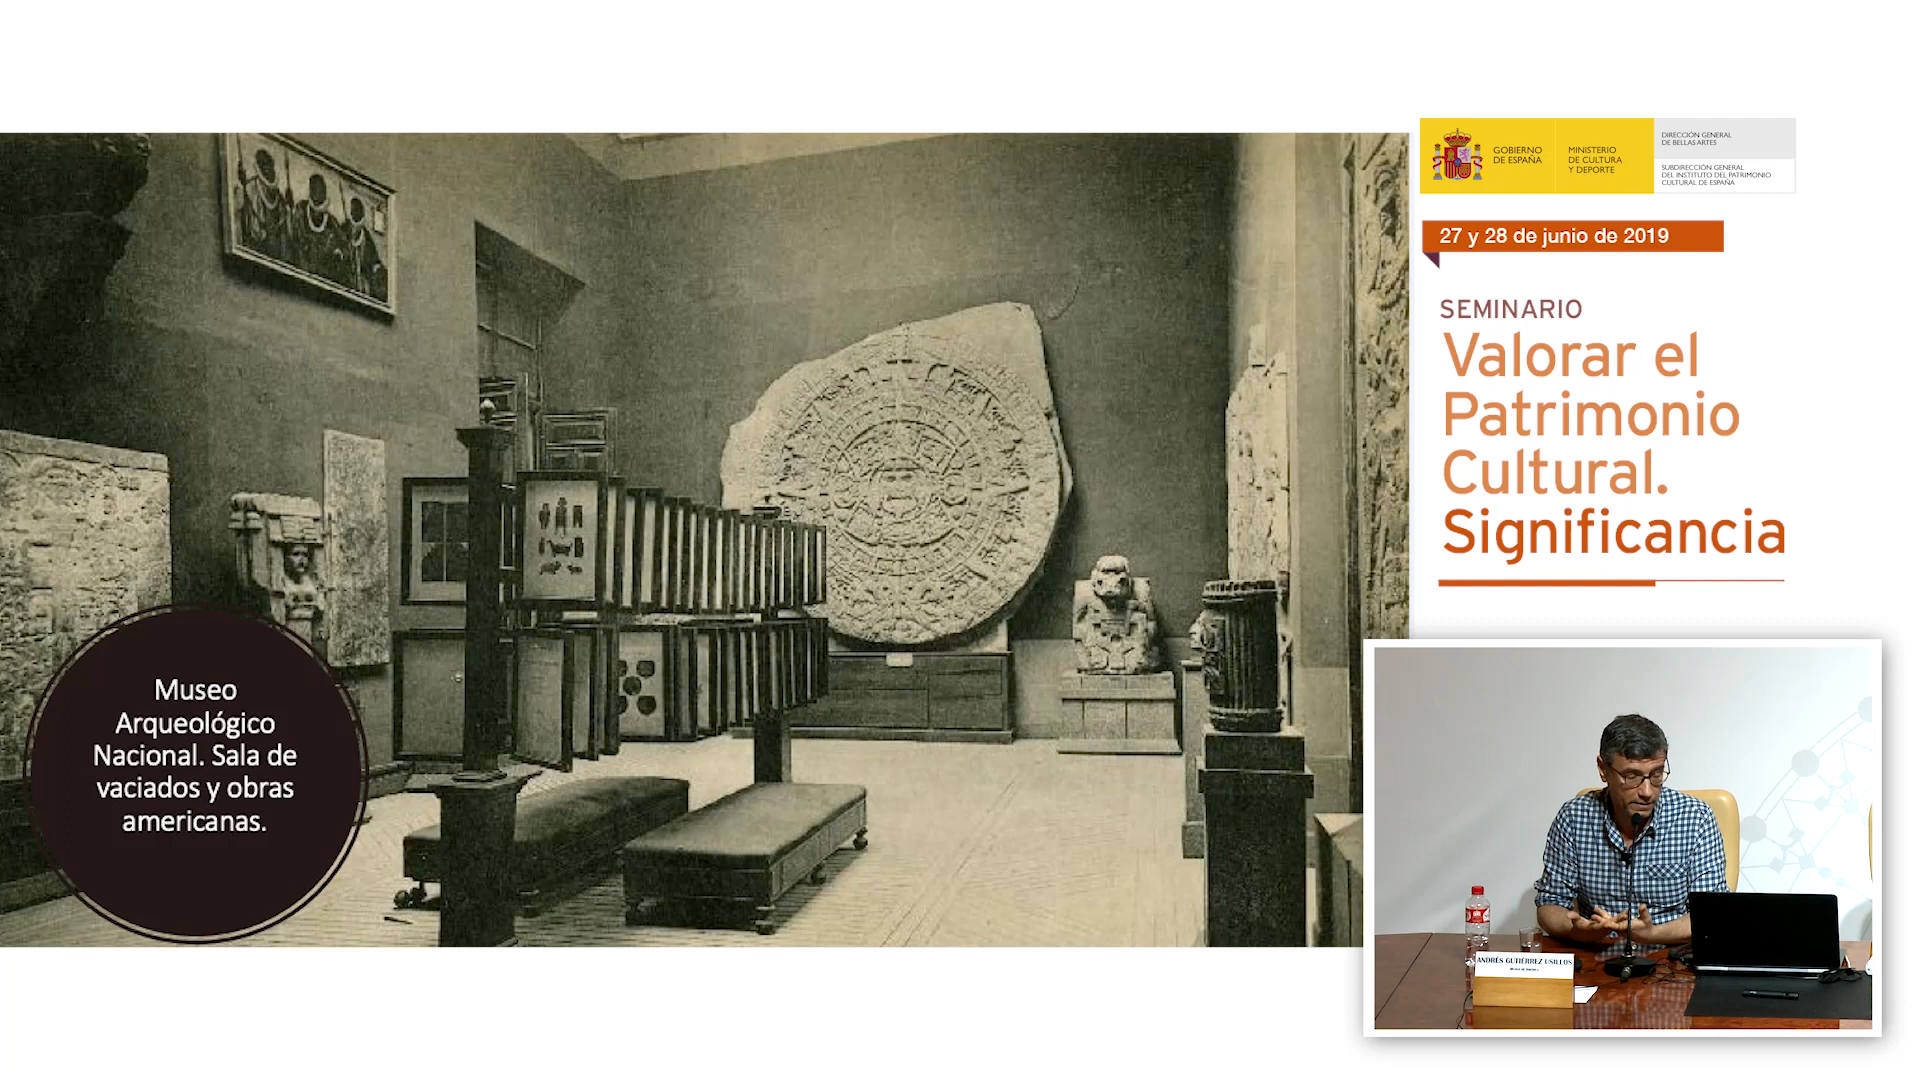 GOBIERNO
DE ESPAÑA
MINISTERIO
DE CULTURA
Y DEPORTE
DIRECCIÓN GENERAL
DE BELLAS ARTES
SUBDIRECCIÓN GENERAL
DEL INSTITUTO DEL PATRIMONIO
CULTURAL DE ESPAÑA
27 y 28 de junio de 2019
SEMINARIO
Valorar el
Patrimonio
Cultural.
Significancia
Museo
Arqueológico
Nacional. Sala de
vaciados y obras
americanas.
ANDRÉS GUTIÉRREZ USILLOS